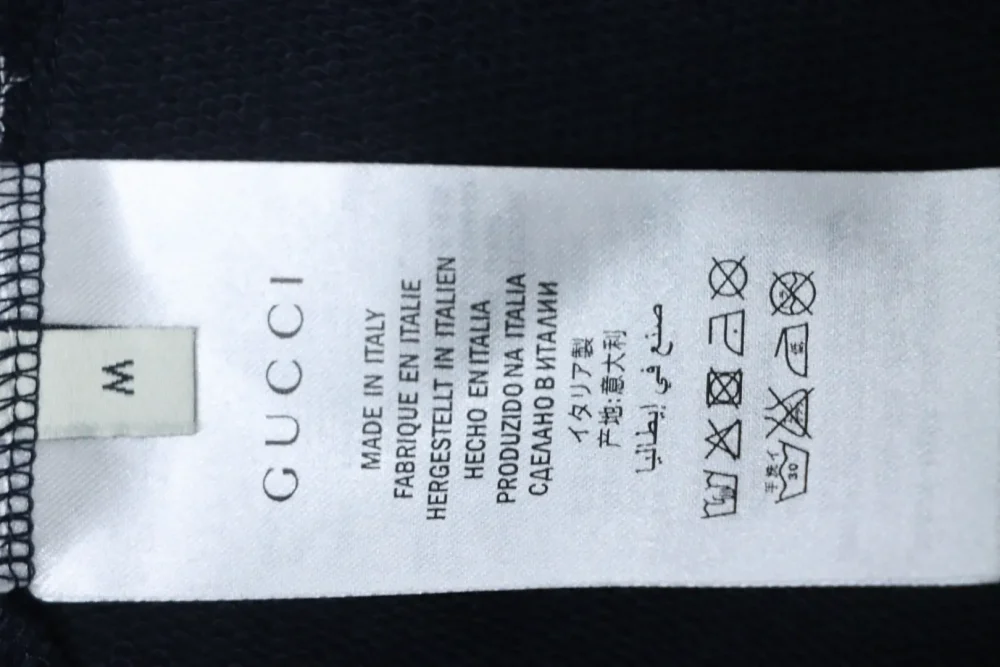 M
GUCCI
MADE IN ITALY
FABRIQUE EN ITALIE
HERGESTELLT IN ITALIEN
HECHO EN ITALIA
PRODUZIDO NA ITALIA
СДЕЛАНО В ИТАЛИИ
イタリア製
产地:意大利
صنع في إيطاليا
手洗イ
30